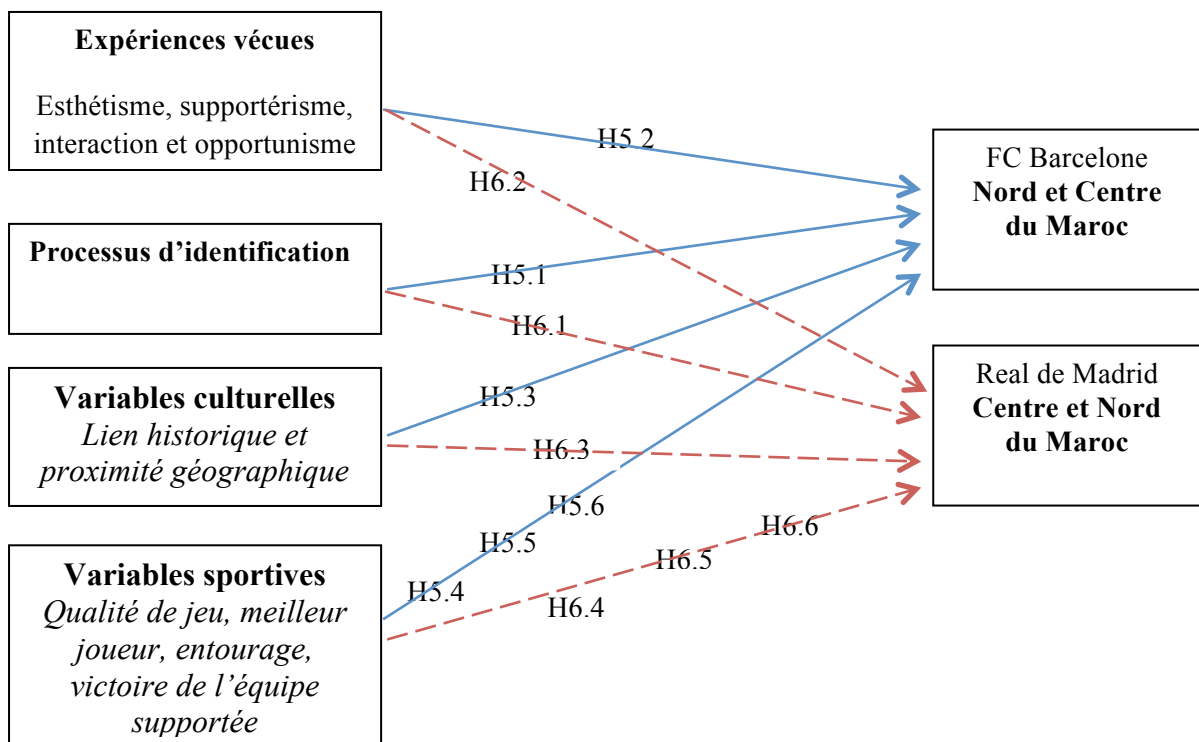 Expériences vécues
Esthétisme, supportérisme,
interaction et opportunisme
Processus d’identification
Variables culturelles
Lien historique et
proximité géographique
Variables sportives
Qualité de jeu, meilleur
joueur, entourage,
victoire de l’équipe
supportée
H5.2
H6.2
H5.1
H6.1
H5.3
H6.3
H5.6
H5.5
H5.4
H6.6
H6.5
H6.4
FC Barcelone
Nord et Centre
du Maroc
Real de Madrid
Centre et Nord
du Maroc